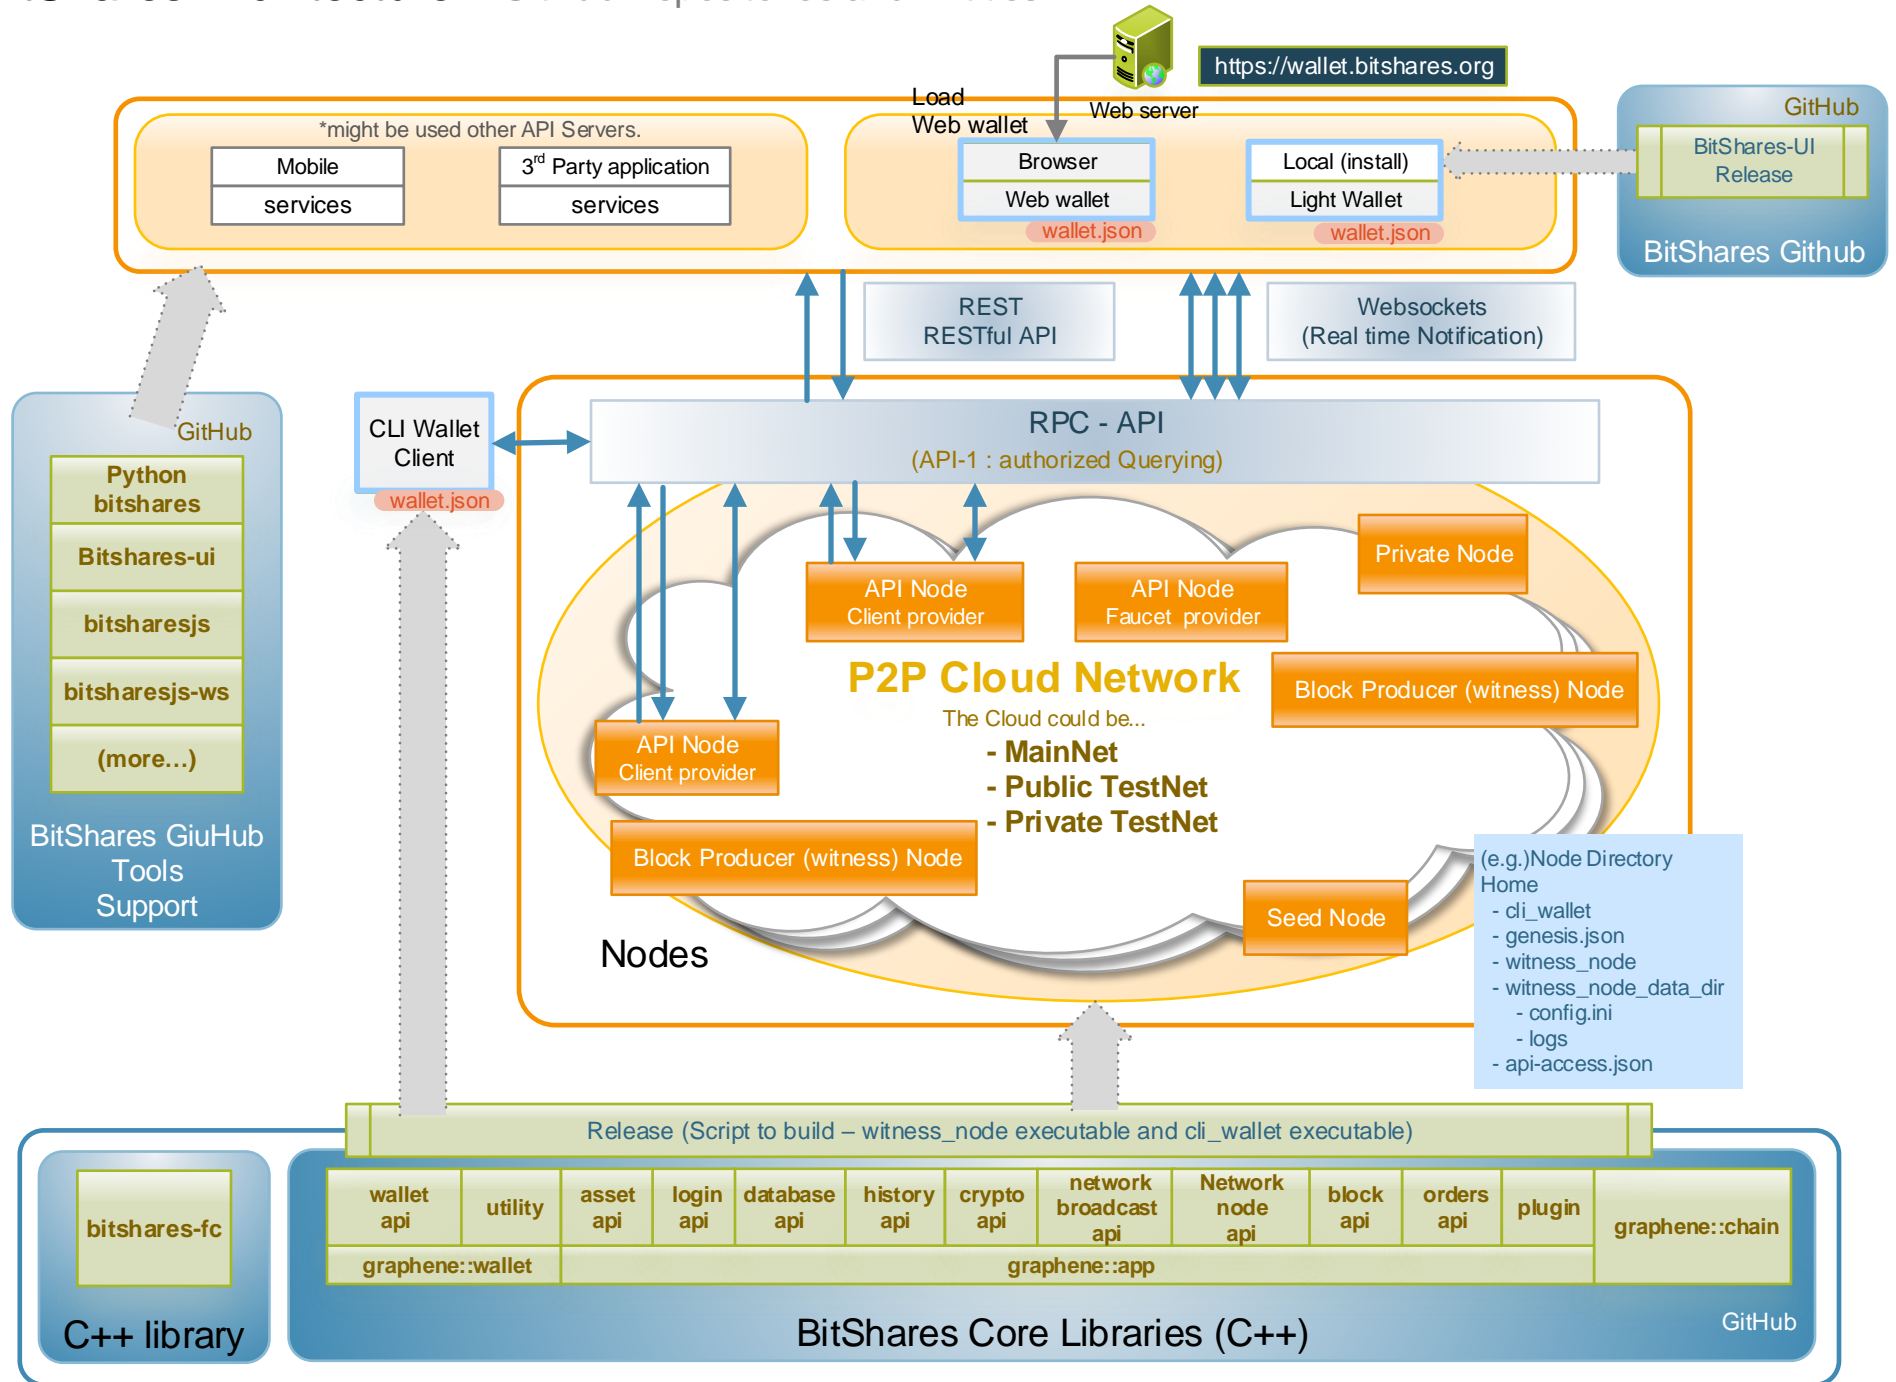 https://wallet.bitshares.org
Web server
Load
Web wallet
*might be used other API Servers.
Mobile
services
3rd Party application
services
Browser
Web wallet
wallet.json
Local (install)
Light Wallet
wallet.json
GitHub
BitShares-UI
Release
BitShares Github
REST
RESTful API
Websockets
(Real time Notification)
GitHub
Python
bitshares
Bitshares-ui
bitsharesjs
bitsharesjs-ws
(more...)
BitShares GiuHub
Tools
Support
CLI Wallet
Client
wallet.json
RPC - API
(API-1 : authorized Querying)
API Node
Client provider
API Node
Faucet provider
Private Node
Block Producer (witness) Node
P2P Cloud Network
The Cloud could be...
- MainNet
- Public TestNet
- Private TestNet
API Node
Client provider
Block Producer (witness) Node
Seed Node
Nodes
(e.g.)Node Directory
Home
- cli_wallet
- genesis.json
- witness_node
- witness_node_data_dir
- config.ini
- logs
- api-access.json
Release (Script to build – witness_node executable and cli_wallet executable)
bitshares-fc
C++ library
wallet
api
utility
asset
api
login
api
database
api
history
api
crypto
api
network
broadcast
api
Network
node
api
block
api
orders
api
plugin
graphene::chain
graphene::wallet
graphene::app
BitShares Core Libraries (C++)
GitHub